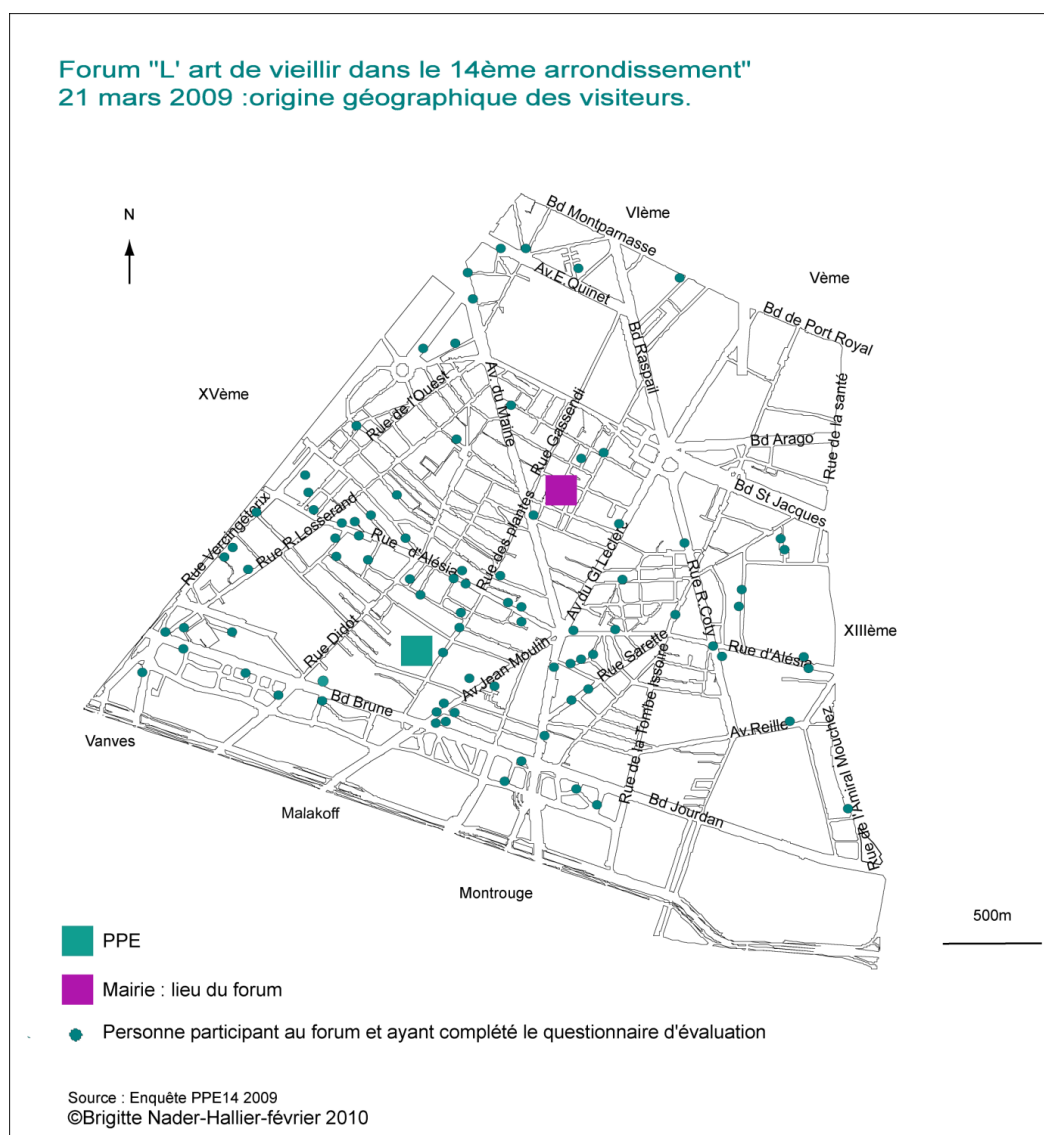 Forum "L' art de vieillir dans le 14ème arrondissement"
21 mars 2009 :origine géographique des visiteurs.
N
VIème
Bd Montparnasse
Vème
Av.E.Quinet
Bd de Port Royal
Bd Raspail
XVème
Rue de l'Ouest
Av. du Maine
Rue Gassendi
Rue de la santé
Bd Arago
Bd St Jacques
Rue Vercingétorix
Rue R.Losserand
Rue d'Alésia
Rue des plantes
Av.du Gl Leclerc
Rue R.Coty
XIIIème
Rue Didot
Rue d'Alésia
Rue Sarette
Av.Jean Moulin
Rue de la Tombe Issoire
Bd Brune
Av.Reille
Rue de l'Amiral Mouchez
Vanves
Bd Jourdan
Malakoff
Montrouge
500m
PPE
Mairie : lieu du forum
Personne participant au forum et ayant complété le questionnaire d'évaluation
Source : Enquête PPE14 2009
©Brigitte Nader-Hallier-février 2010